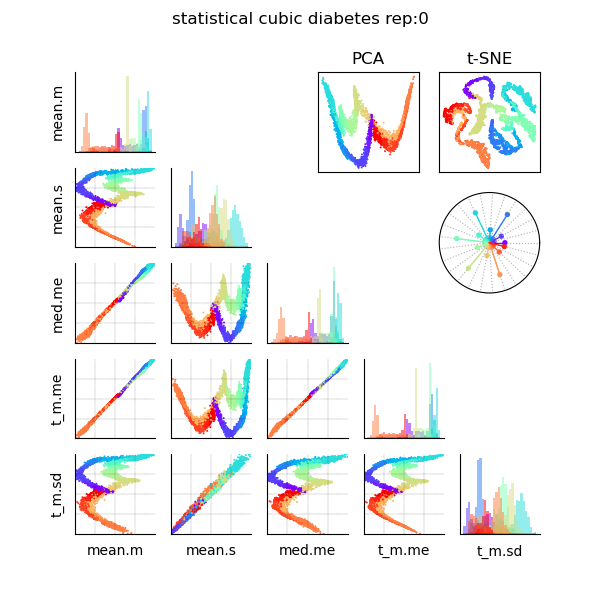 statistical cubic diabetes rep:0
PCA
t-SNE
mean.m
mean.s
med.me
t_m.me
t_m.sd
mean.m
mean.s
med.me
t_m.me
t_m.sd